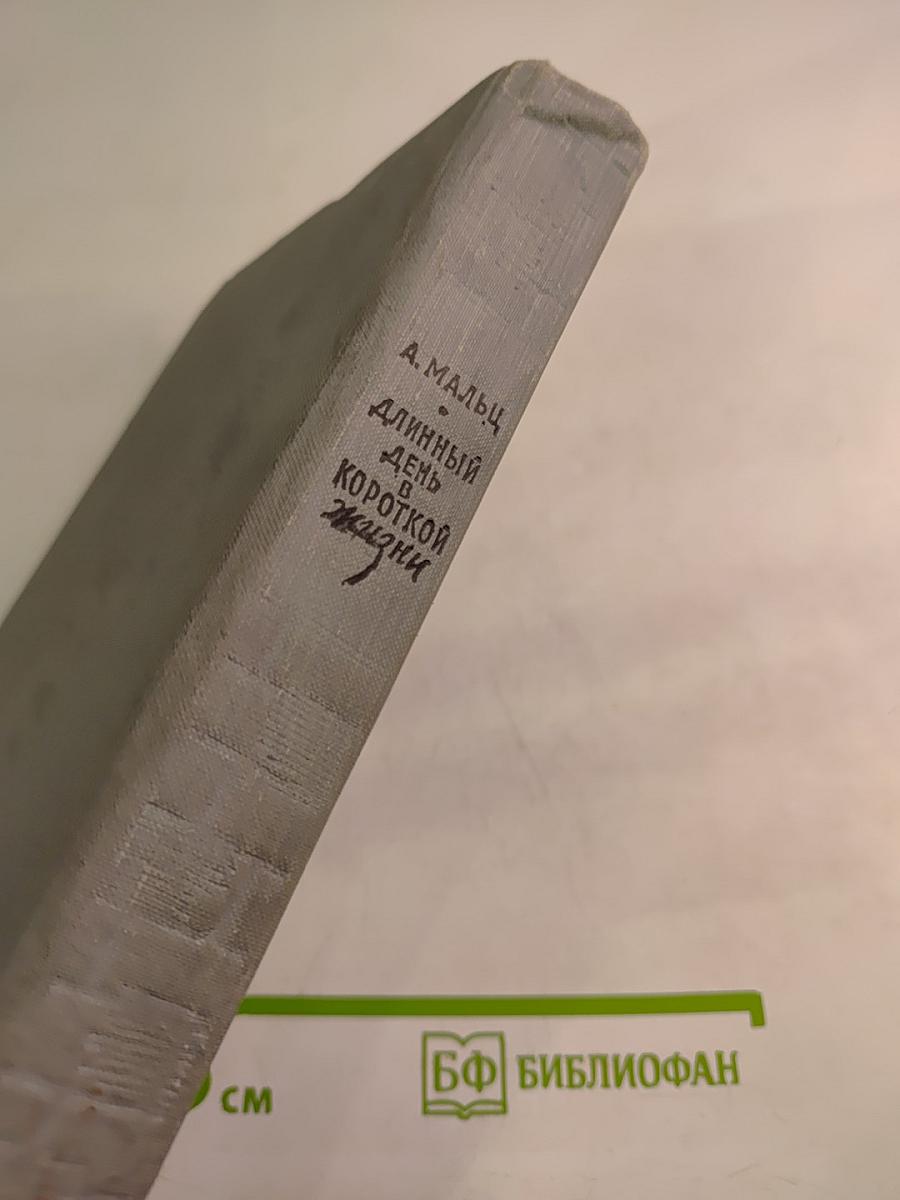 А. МАЛЬЦ
•
ДЛИННЫЙ
ДЕНЬ
В
КОРОТКОЙ
жизни
см
БФ БИБЛИОФАН